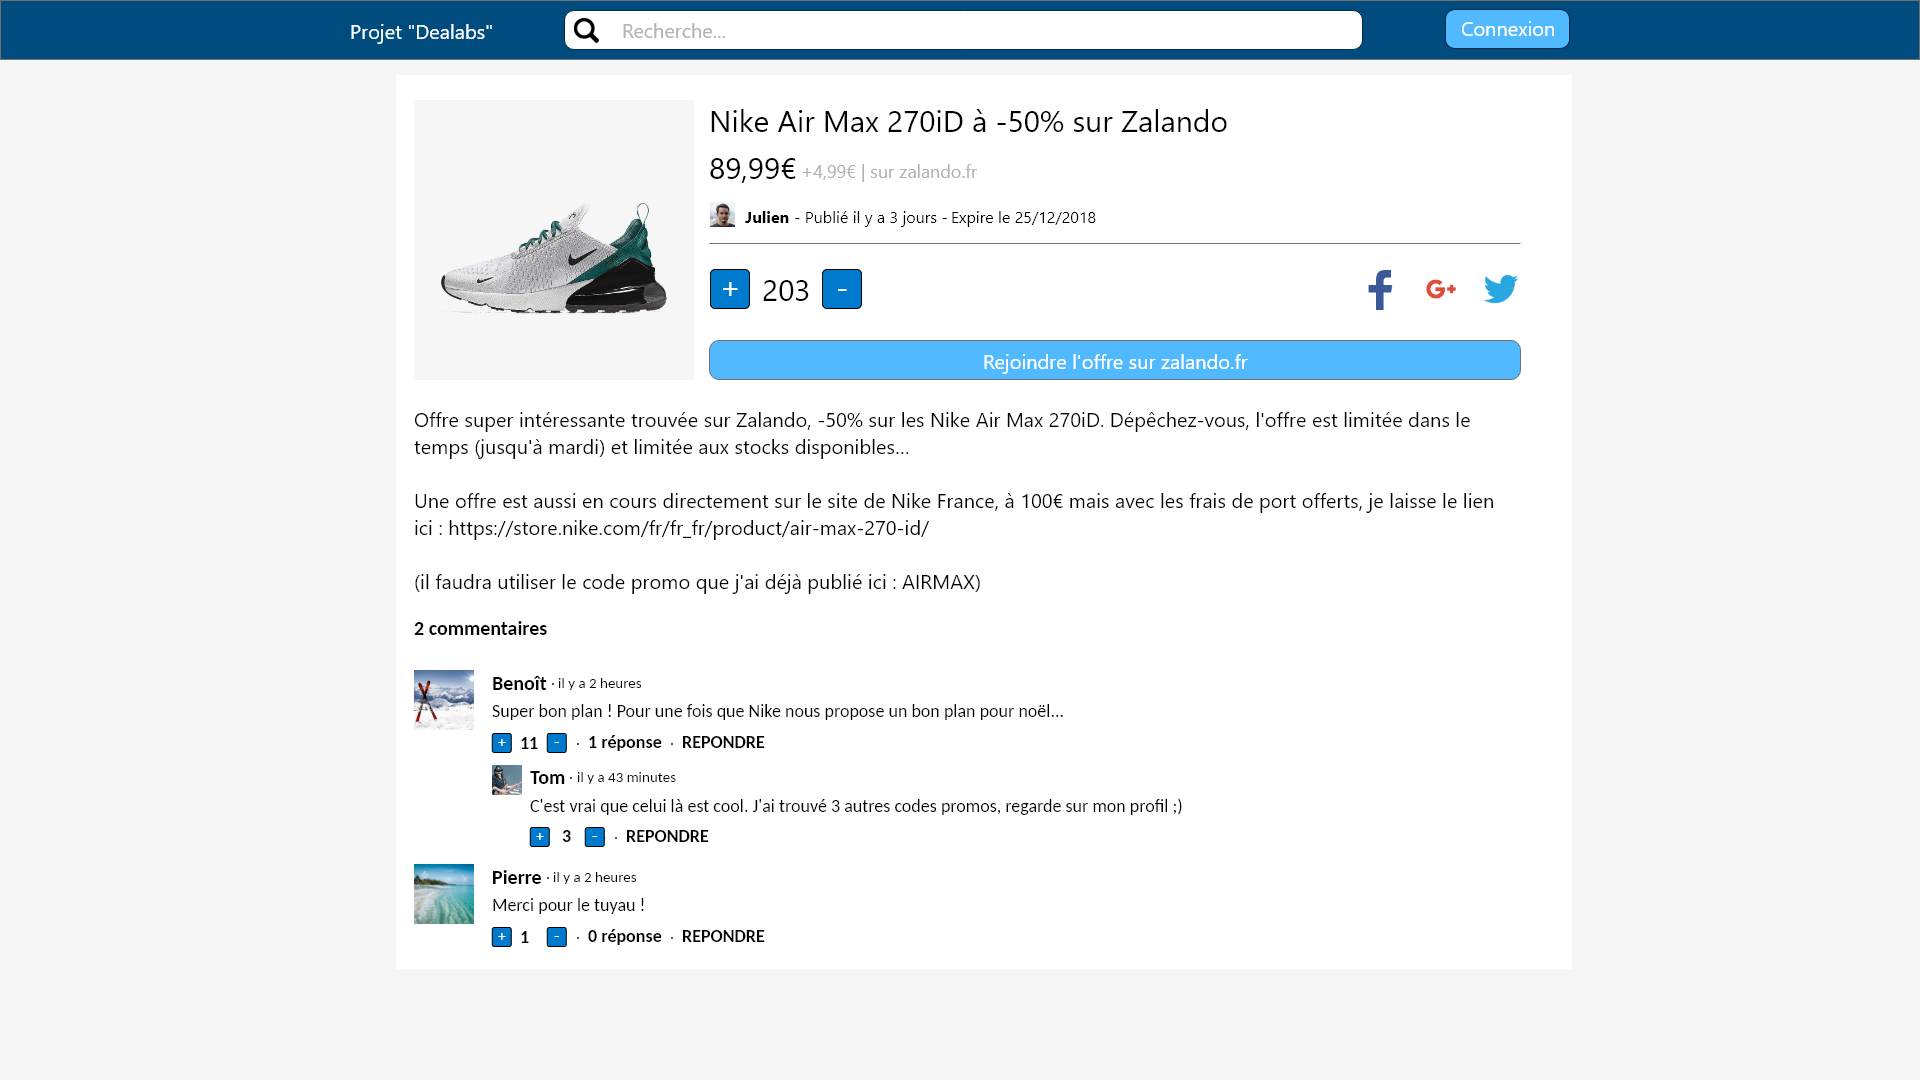 Projet "Dealabs"
Recherche...
Connexion
Nike Air Max 270iD à -50% sur Zalando
89,99€ +4,99€ | sur zalando.fr
Julien - Publié il y a 3 jours - Expire le 25/12/2018
+ 203 -
G+
Rejoindre l'offre sur zalando.fr
Offre super intéressante trouvée sur Zalando, -50% sur les Nike Air Max 270iD. Dépêchez-vous, l'offre est limitée dans le
temps (jusqu'à mardi) et limitée aux stocks disponibles...
Une offre est aussi en cours directement sur le site de Nike France, à 100€ mais avec les frais de port offerts, je laisse le lien
ici : https://store.nike.com/fr/fr_fr/product/air-max-270-id/
(il faudra utiliser le code promo que j'ai déjà publié ici : AIRMAX)
2 commentaires
Benoît · il y a 2 heures
Super bon plan ! Pour une fois que Nike nous propose un bon plan pour noël...
+ 11 - · 1 réponse · REPONDRE
Tom · il y a 43 minutes
C'est vrai que celui là est cool. J'ai trouvé 3 autres codes promos, regarde sur mon profil ;)
+ 3 - · REPONDRE
Pierre · il y a 2 heures
Merci pour le tuyau !
+ 1 - · 0 réponse · REPONDRE